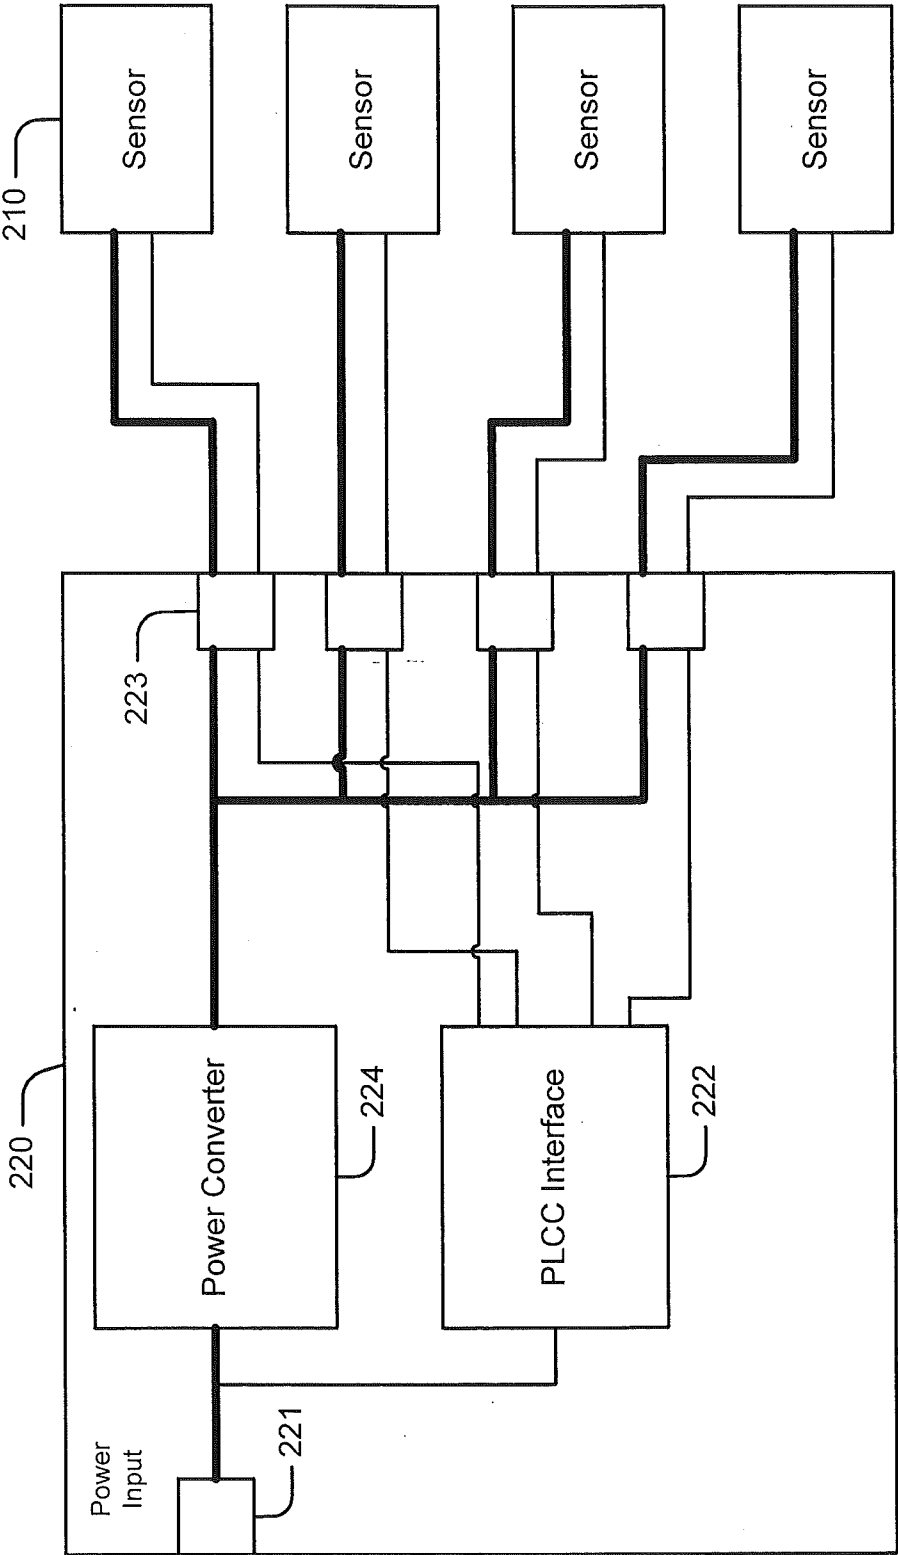 210
Sensor
Sensor
Sensor
Sensor
223
220
Power Converter
224
PLCC Interface
222
Power
Input
221